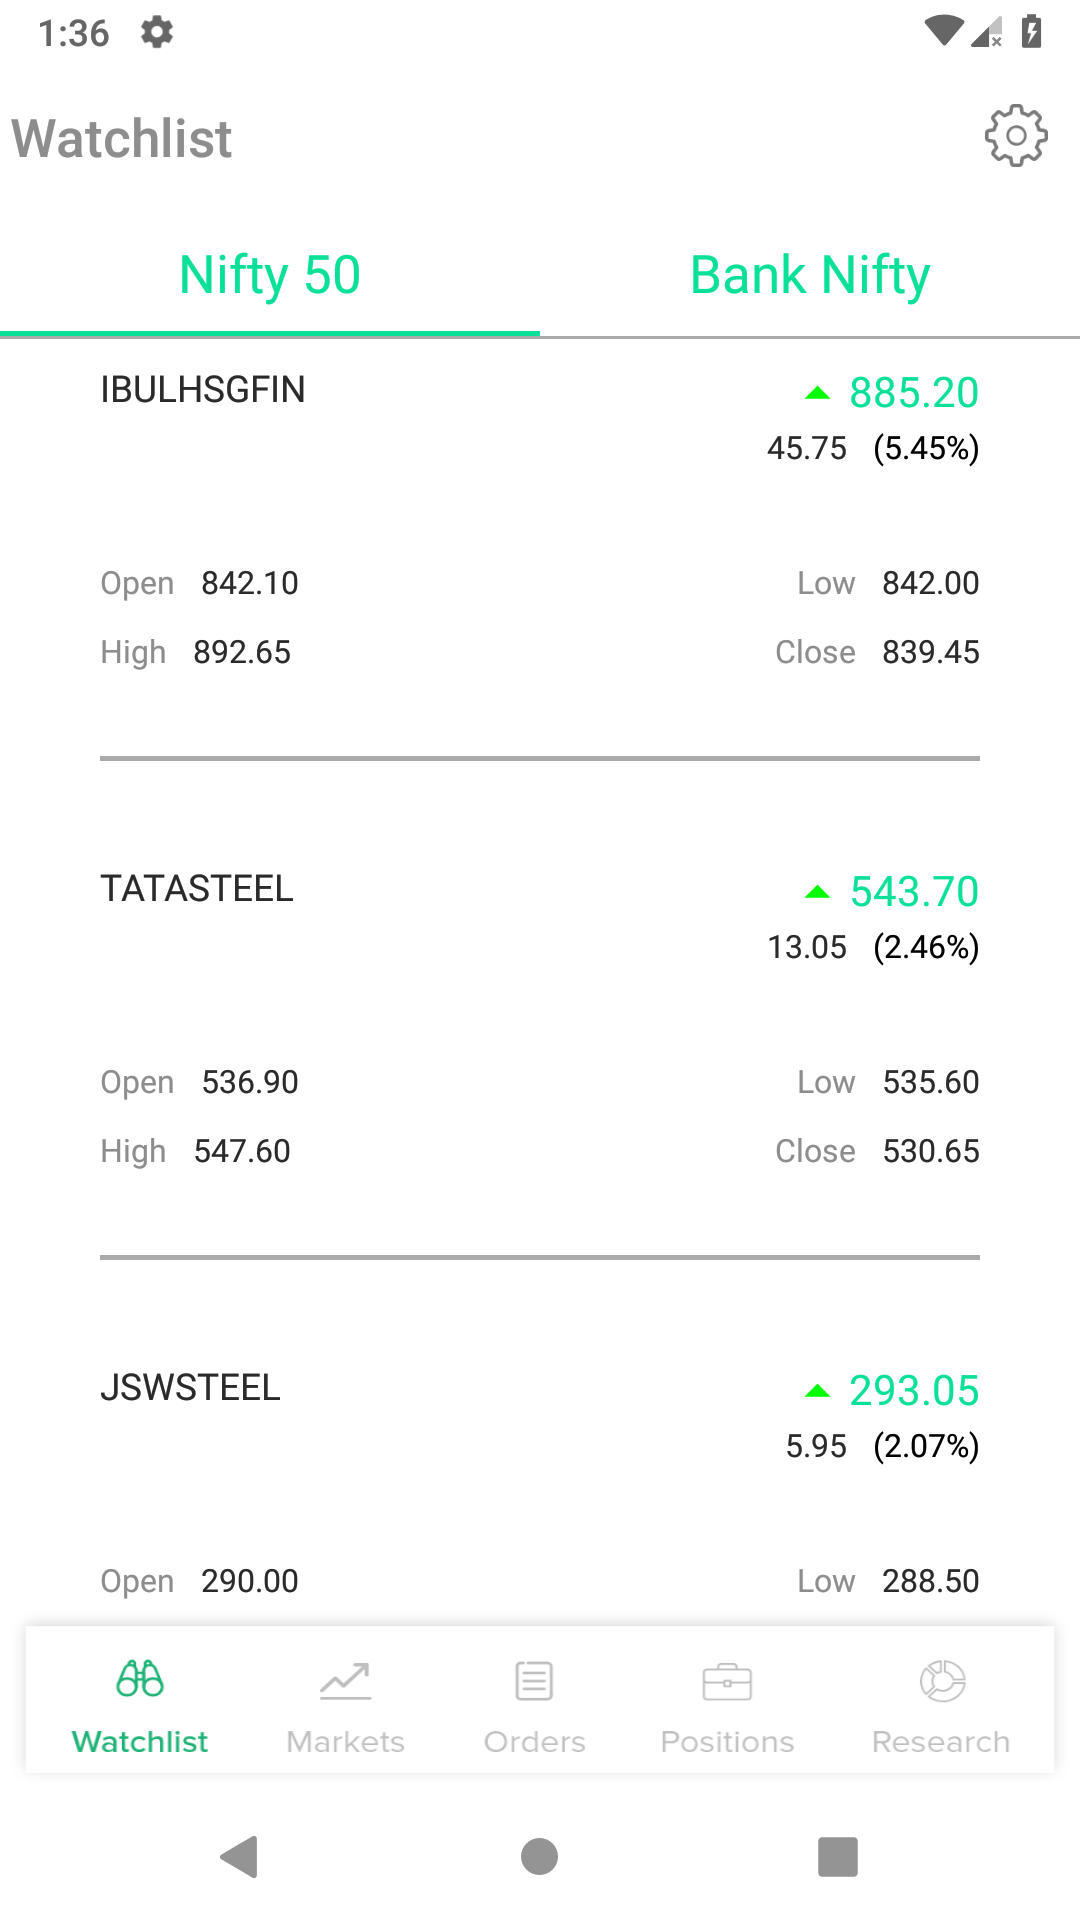 1:36
Watchlist
Nifty 50 Bank Nifty
IBULHSGFIN 885.20
45.75 (5.45%)
Open 842.10 Low 842.00
High 892.65 Close 839.45
TATASTEEL 543.70
13.05 (2.46%)
Open 536.90 Low 535.60
High 547.60 Close 530.65
JSWSTEEL 293.05
5.95 (2.07%)
Open 290.00 Low 288.50
Watchlist Markets Orders Positions Research